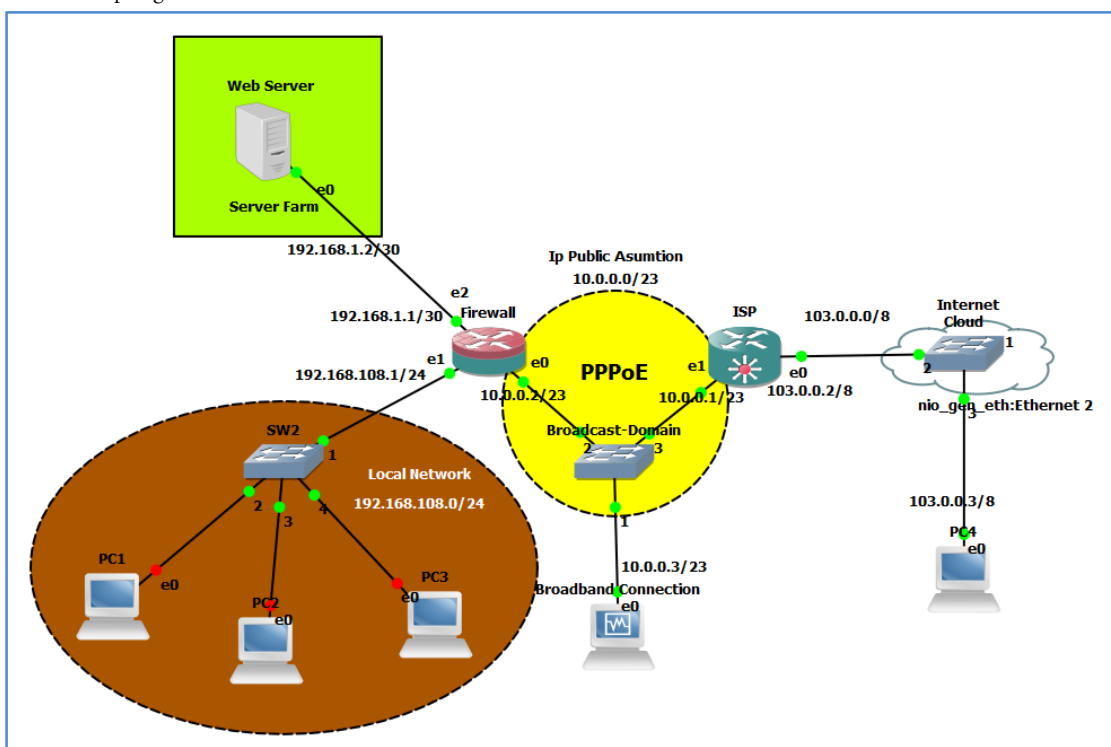 Web Server
e0
Server Farm
192.168.1.2/30
e2
192.168.1.1/30
Firewall
e1
192.168.108.1/24
e0
10.0.0.2/23
Ip Public Asumtion
10.0.0.0/23
PPPoE
ISP
e1
10.0.0.1/23
e0
103.0.0.2/8
103.0.0.0/8
Internet
Cloud
1
2
3
nio_gen_eth:Ethernet 2
Broadcast-Domain
2
3
1
SW2
1
2
3
4
Local Network
192.168.108.0/24
PC1
e0
PC2
e0
PC3
e0
10.0.0.3/23
Broadband Connection
e0
103.0.0.3/8
PC4
e0